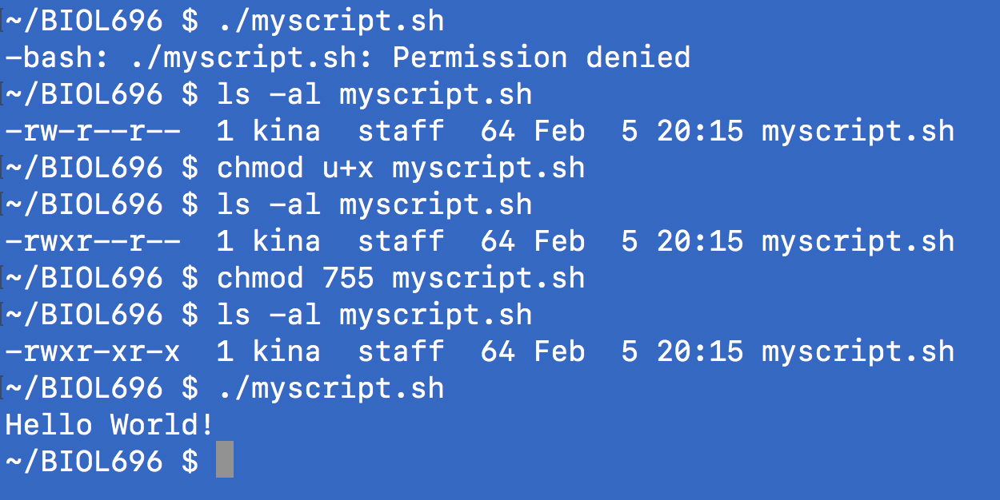 ~/BIOL696 $ ./myscript.sh
-bash: ./myscript.sh: Permission denied
~/BIOL696 $ ls -al myscript.sh
-rw-r--r--  1 kina  staff  64 Feb  5 20:15 myscript.sh
~/BIOL696 $ chmod u+x myscript.sh
~/BIOL696 $ ls -al myscript.sh
-rwxr--r--  1 kina  staff  64 Feb  5 20:15 myscript.sh
~/BIOL696 $ chmod 755 myscript.sh
~/BIOL696 $ ls -al myscript.sh
-rwxr-xr-x  1 kina  staff  64 Feb  5 20:15 myscript.sh
~/BIOL696 $ ./myscript.sh
Hello World!
~/BIOL696 $